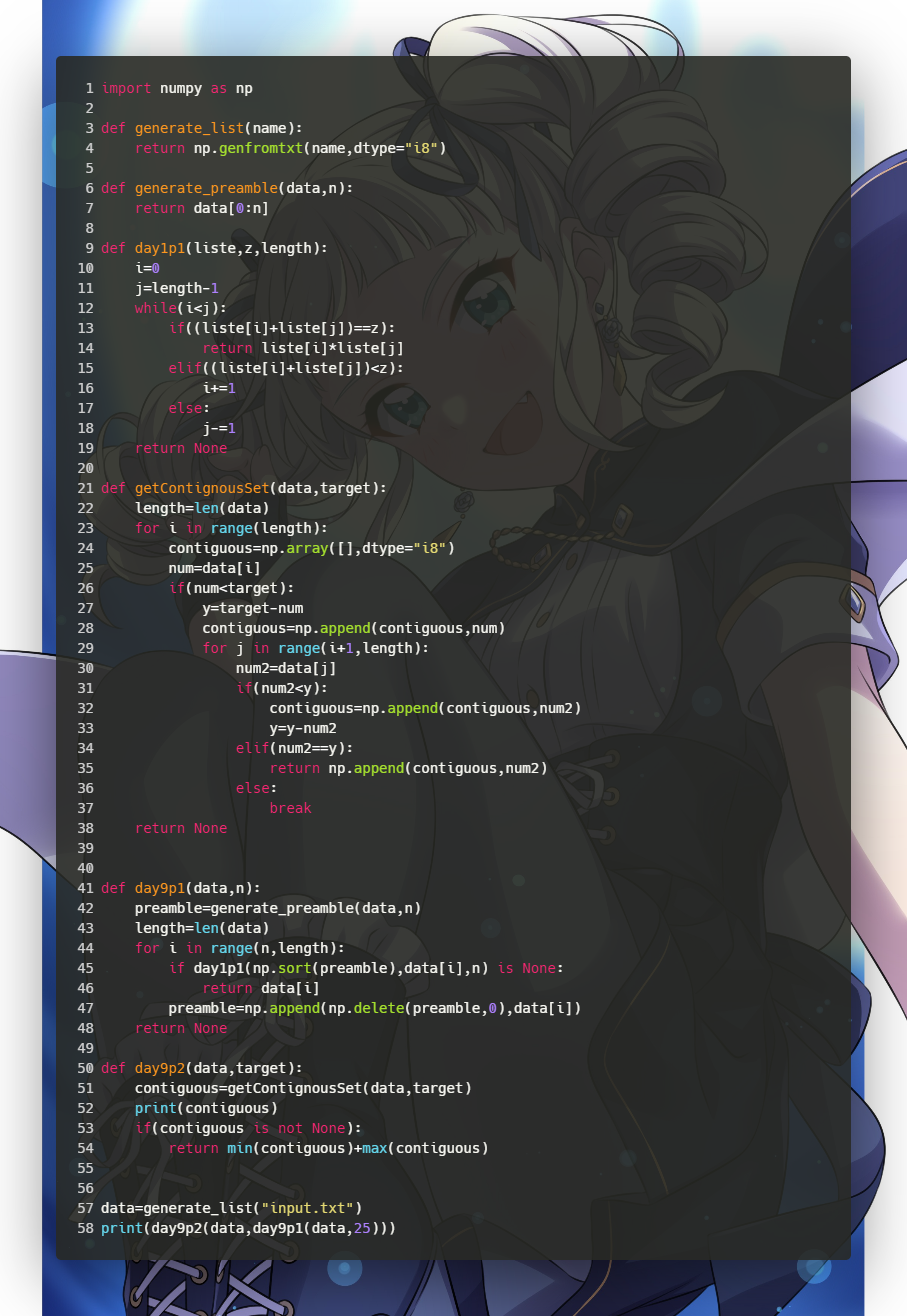 1 import numpy as np
2
3 def generate_list(name):
4     return np.genfromtxt(name,dtype="i8")
5
6 def generate_preamble(data,n):
7     return data[0:n]
8
9 def day1p1(liste,z,length):
10     i=0
11     j=length-1
12     while(i<j):
13         if((liste[i]+liste[j])==z):
14             return liste[i]*liste[j]
15         elif((liste[i]+liste[j])<z):
16             i+=1
17         else:
18             j-=1
19     return None
20
21 def getContignousSet(data,target):
22     length=len(data)
23     for i in range(length):
24         contiguous=np.array([],dtype="i8")
25         num=data[i]
26         if(num<target):
27             y=target-num
28             contiguous=np.append(contiguous,num)
29             for j in range(i+1,length):
30                 num2=data[j]
31                 if(num2<y):
32                     contiguous=np.append(contiguous,num2)
33                     y=y-num2
34                 elif(num2==y):
35                     return np.append(contiguous,num2)
36                 else:
37                     break
38     return None
39
40
41 def day9p1(data,n):
42     preamble=generate_preamble(data,n)
43     length=len(data)
44     for i in range(n,length):
45         if day1p1(np.sort(preamble),data[i],n) is None:
46             return data[i]
47         preamble=np.append(np.delete(preamble,0),data[i])
48     return None
49
50 def day9p2(data,target):
51     contiguous=getContignousSet(data,target)
52     print(contiguous)
53     if(contiguous is not None):
54         return min(contiguous)+max(contiguous)
55
56
57 data=generate_list("input.txt")
58 print(day9p2(data,day9p1(data,25)))